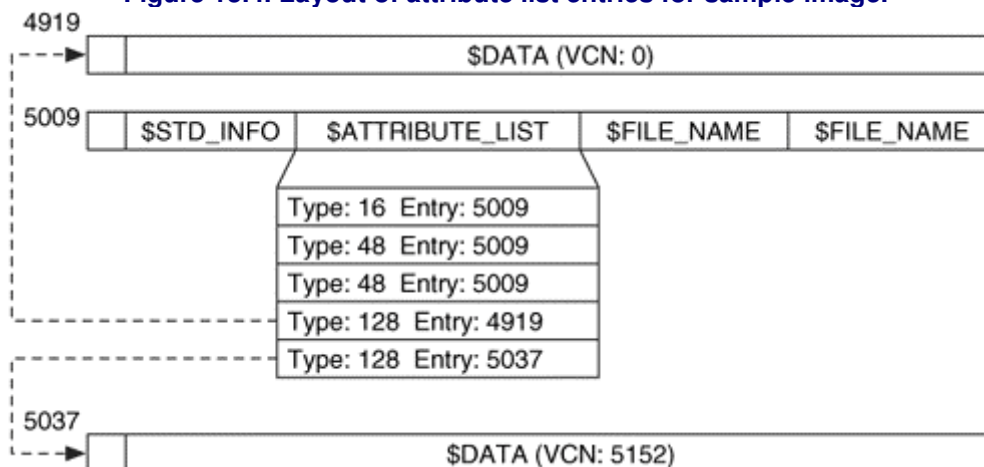 4919
$DATA (VCN: 0)
5009
$STD_INFO $ATTRIBUTE_LIST $FILE_NAME $FILE_NAME
Type: 16 Entry: 5009
Type: 48 Entry: 5009
Type: 48 Entry: 5009
Type: 128 Entry: 4919
Type: 128 Entry: 5037
5037
$DATA (VCN: 5152)